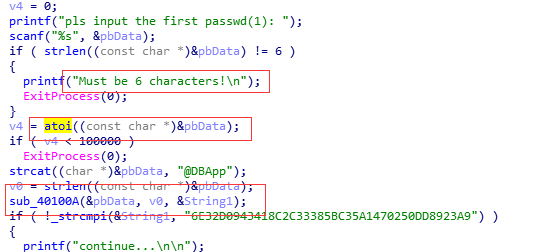 v4 = 0;
printf("pls input the first passwd(1): ");
scanf("%s", &pbData);
if ( strlen((const char *)&pbData) != 6 )
{
printf("Must be 6 characters!\n");
ExitProcess(0);
}
v4 = atoi((const char *)&pbData);
if ( v4 < 100000 )
ExitProcess(0);
strcat((char *)&pbData, "@DBApp");
v0 = strlen((const char *)&pbData);
sub_40100A(&pbData, v0, &String1);
if ( !_strcmpi(&String1, "6E32D0943418C2C33385BC35A1470250DD8923A9") )
{
printf("continue...\n\n");